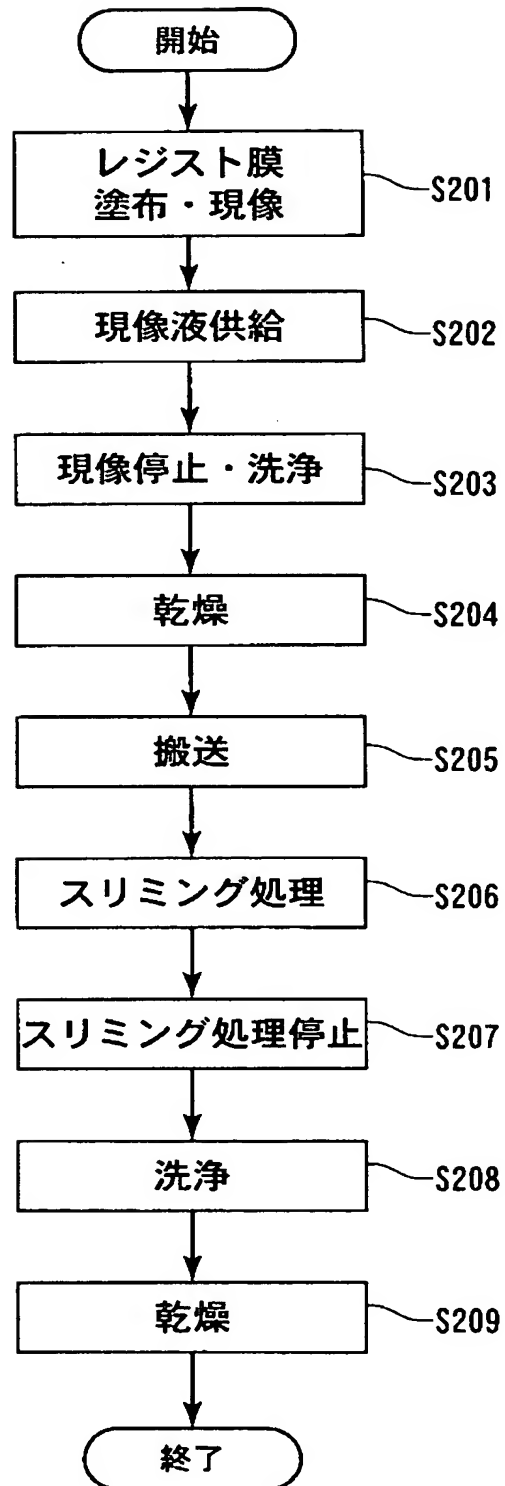 開始
レジスト膜
塗布・現像
S201
現像液供給
S202
現像停止・洗浄
S203
乾燥
S204
搬送
S205
スリミング処理
S206
スリミング処理停止
S207
洗浄
S208
乾燥
S209
終了